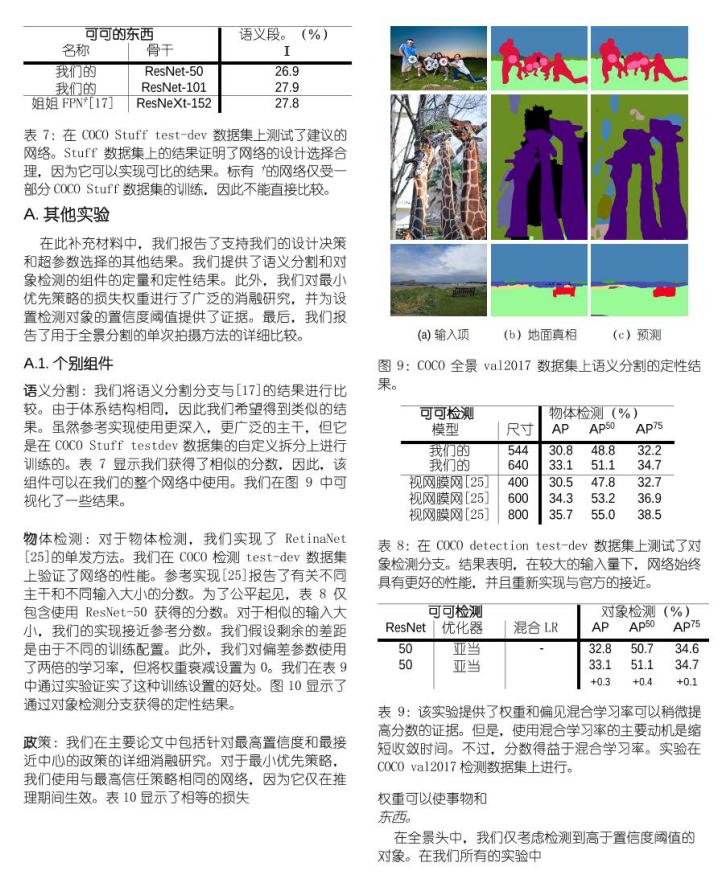 可可的东西
语义段。 (%)
名称 骨干 I
我们的 ResNet-50 26.9
我们的 ResNet-101 27.9
姐姐 FPN†[17] ResNeXt-152 27.8
表 7: 在 COCO Stuff test-dev 数据集上测试了建议的
网络。Stuff 数据集上的结果证明了网络的设计选择合
理, 因为它可以实现可比的结果。标有 †的网络仅受一
部分 COCO Stuff 数据集的训练, 因此不能直接比较。
A. 其他实验
在此补充材料中, 我们报告了支持我们的设计决策
和超参数选择的其他结果。我们提供了语义分割和对
象检测的组件的定量和定性结果。此外, 我们对最小
优先策略的损失权重进行了广泛的消融研究, 并为设
置检测对象的置信度阈值提供了证据。最后, 我们报
告了用于全景分割的单次拍摄方法的详细比较。
A.1. 个别组件
语义分割: 我们将语义分割分支与[17]的结果进行比
较。由于体系结构相同, 因此我们希望得到类似的结
果。虽然参考实现使用更深入, 更广泛的主干, 但它
是在 COCO Stuff testdev 数据集的自定义拆分上进行
训练的。表 7 显示我们获得了相似的分数, 因此, 该
组件可以在我们的整个网络中使用。我们在图 9 中可
视化了一些结果。
物体检测: 对于物体检测, 我们实现了 RetinaNet
[25]的单发方法。我们在 COCO 检测 test-dev 数据集
上验证了网络的性能。参考实现[25]报告了有关不同
主干和不同输入大小的分数。为了公平起见, 表 8 仅
包含使用 ResNet-50 获得的分数。对于相似的输入大
小, 我们的实现接近参考分数。我们假设剩余的差距
是由于不同的训练配置。此外, 我们对偏差参数使用
了两倍的学习率, 但将权重衰减设置为 0。我们在表 9
中通过实验证实了这种训练设置的好处。图 10 显示了
通过对象检测分支获得的定性结果。
政策: 我们在主要论文中包括针对最高置信度和最接
近中心的政策的详细消融研究。对于最小优先策略,
我们使用与最高信任策略相同的网络, 因为它仅在推
理期间生效。表 10 显示了相等的损失
(a) 输入项 (b) 地面真相 (c) 预测
图 9: COCO 全景 val2017 数据集上语义分割的定性结
果。
可可检测 物体检测 (%)
模型 尺寸 AP AP50 AP75
我们的 544 30.8 48.8 32.2
我们的 640 33.1 51.1 34.7
视网膜网[25] 400 30.5 47.8 32.7
视网膜网[25] 600 34.3 53.2 36.9
视网膜网[25] 800 35.7 55.0 38.5
表 8: 在 COCO detection test-dev 数据集上测试了对
象检测分支。结果表明, 在较大的输入量下, 网络始终
具有更好的性能, 并且重新实现与官方的接近。
可可检测 对象检测 (%)
ResNet 优化器 混合 LR AP AP50 AP75
50 亚当 - 32.8 50.7 34.6
50 亚当 33.1 51.1 34.7
+0.3 +0.4 +0.1
表 9: 该实验提供了权重和偏见混合学习率可以稍微提
高分数的证据。但是, 使用混合学习率的主要动机是缩
短收敛时间。不过, 分数得益于混合学习率。实验在
COCO val2017 检测数据集上进行。
权重可以使事物和
东西。
在全景头中, 我们仅考虑检测到高于置信度阈值的
对象。在我们所有的实验中